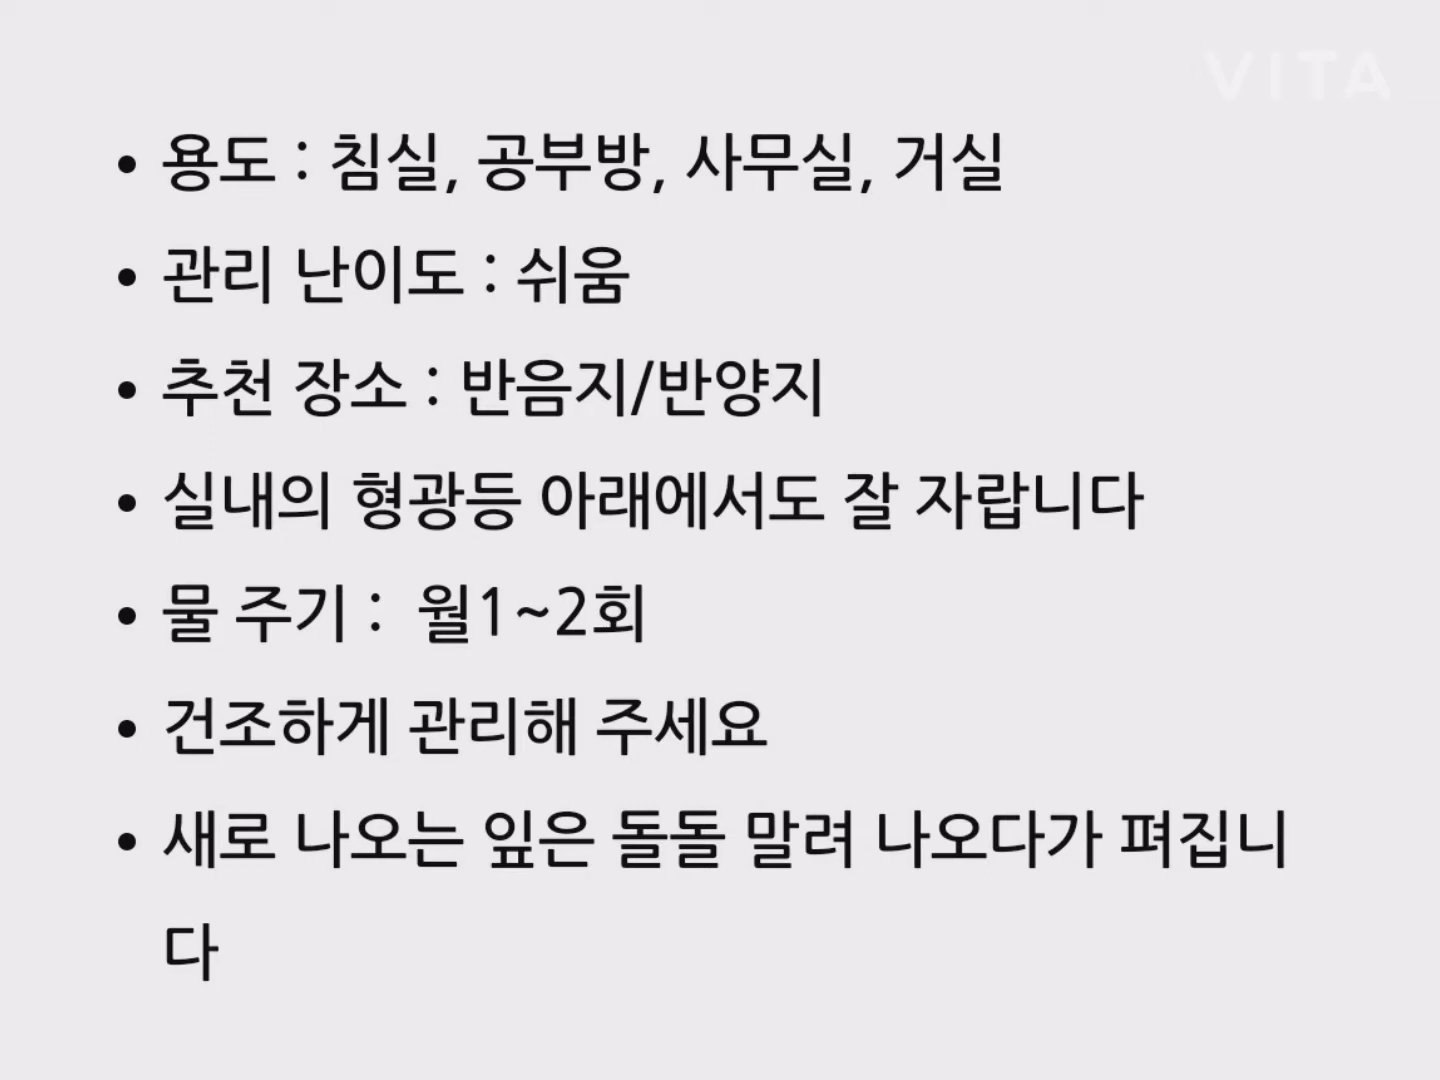 VITA
• 용도 : 침실, 공부방, 사무실, 거실
• 관리 난이도 : 쉬움
• 추천 장소 : 반음지/반양지
• 실내의 형광등 아래에서도 잘 자랍니다
• 물 주기 :  월1~2회
• 건조하게 관리해 주세요
• 새로 나오는 잎은 돌돌 말려 나오다가 펴집니
다